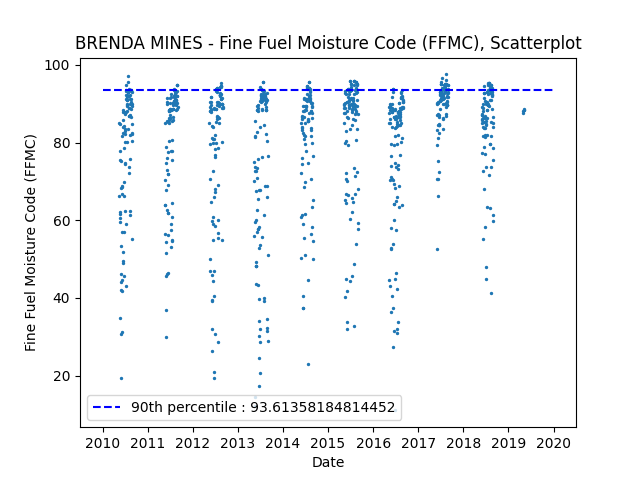 BRENDA MINES - Fine Fuel Moisture Code (FFMC), Scatterplot
Fine Fuel Moisture Code (FFMC)
100
80
60
40
20
90th percentile : 93.61358184814452
2010 2011 2012 2013 2014 2015 2016 2017 2018 2019 2020
Date